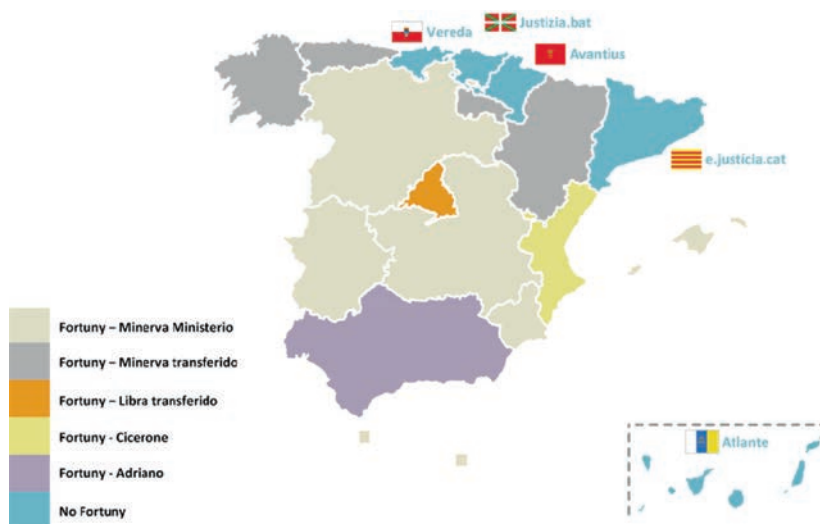 Justizia.bat
Vereda
Avantius
e.justícia.cat
Fortuny – Minerva Ministerio
Fortuny – Minerva transferido
Fortuny – Libra transferido
Fortuny - Cicerone
Fortuny - Adriano
No Fortuny
Atlante